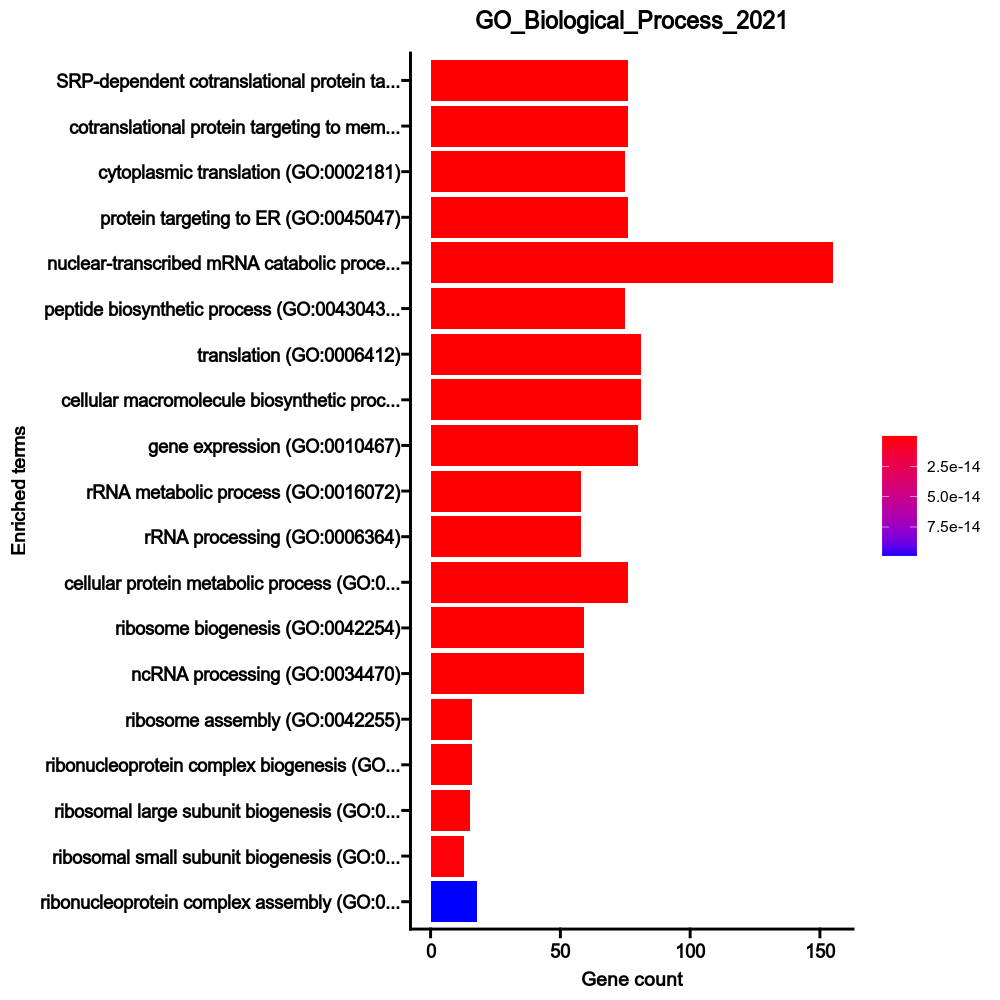 GO_Biological_Process_2021
SRP-dependent cotranslational protein ta...
cotranslational protein targeting to mem...
cytoplasmic translation (GO:0002181)
protein targeting to ER (GO:0045047)
nuclear-transcribed mRNA catabolic proce...
peptide biosynthetic process (GO:0043043...
translation (GO:0006412)
cellular macromolecule biosynthetic proc...
gene expression (GO:0010467)
rRNA metabolic process (GO:0016072)
rRNA processing (GO:0006364)
cellular protein metabolic process (GO:0...
ribosome biogenesis (GO:0042254)
ncRNA processing (GO:0034470)
ribosome assembly (GO:0042255)
ribonucleoprotein complex biogenesis (GO...
ribosomal large subunit biogenesis (GO:0...
ribosomal small subunit biogenesis (GO:0...
ribonucleoprotein complex assembly (GO:0...
Enriched terms
0 50 100 150
Gene count
2.5e-14
5.0e-14
7.5e-14